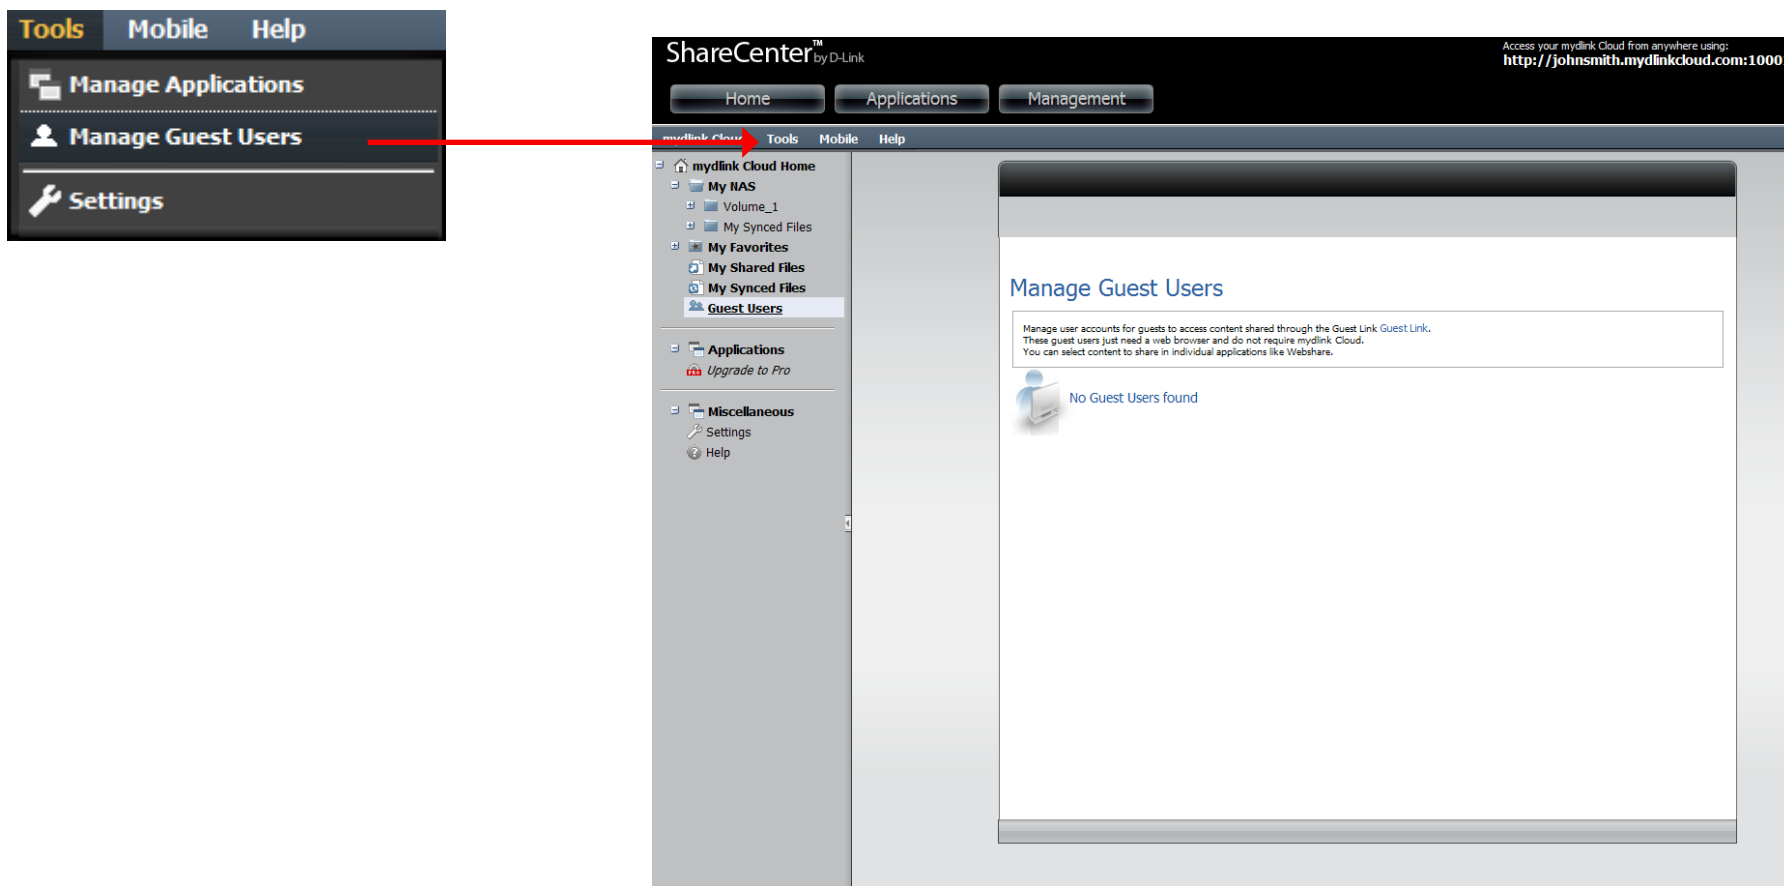 Tools Mobile Help
Manage Applications
Manage Guest Users
Settings
ShareCenter™ by D-Link
Access your mydlink Cloud from anywhere using:
http://johnsmith.mydlinkcloud.com:1000
Home Applications Management
mydlink Cloud Tools Mobile Help
mydlink Cloud Home
My NAS
Volume_1
My Synced Files
My Favorites
My Shared Files
My Synced Files
Guest Users
Applications
Upgrade to Pro
Miscellaneous
Settings
Help
Manage Guest Users
Manage user accounts for guests to access content shared through the Guest Link Guest Link.
These guest users just need a web browser and do not require mydlink Cloud.
You can select content to share in individual applications like Webshare.
No Guest Users found